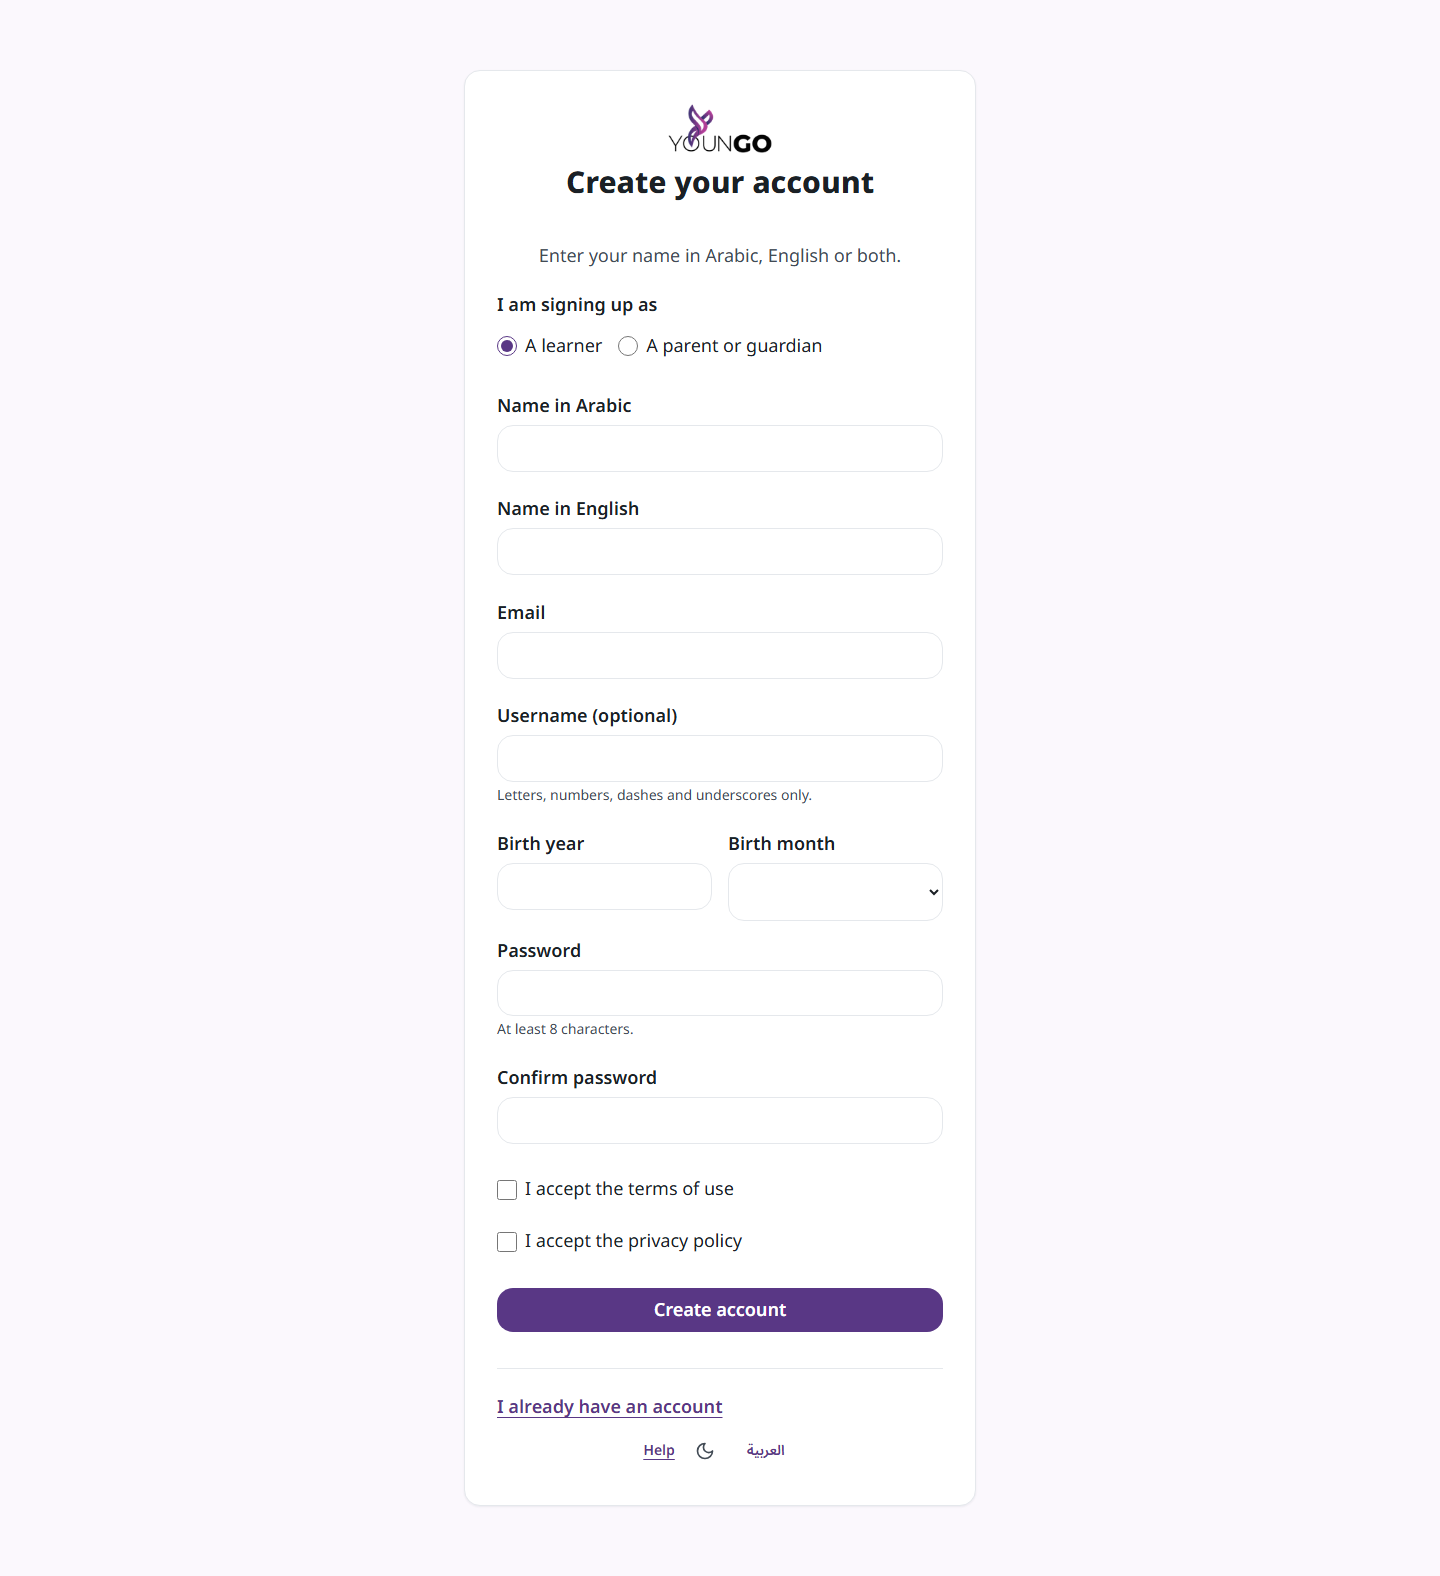 YOUNGO
Create your account
Enter your name in Arabic, English or both.
I am signing up as
A learner A parent or guardian
Name in Arabic
Name in English
Email
Username (optional)
Letters, numbers, dashes and underscores only.
Birth year Birth month
Password
At least 8 characters.
Confirm password
I accept the terms of use
I accept the privacy policy
Create account
I already have an account
Help العربية